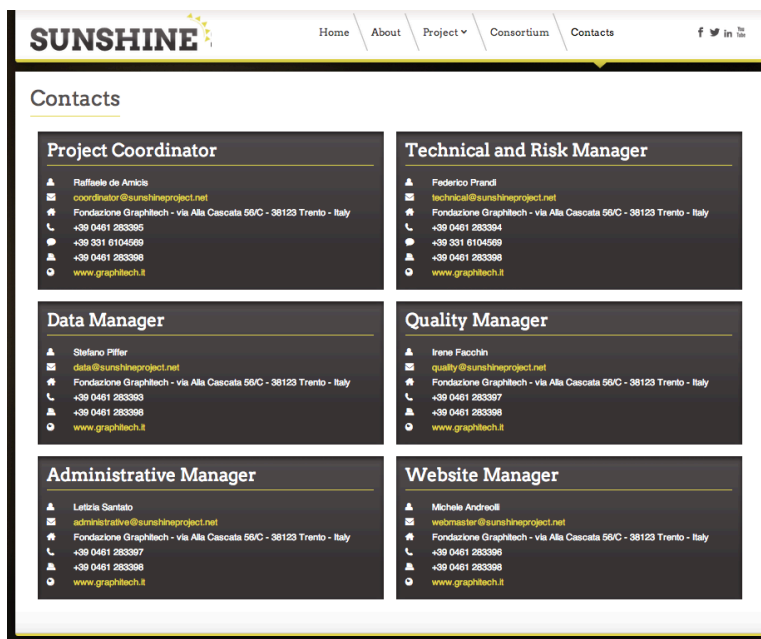 SUNSHINE
Home About Project Consortium Contacts
f in You Tube
Contacts
Project Coordinator
Raffaele de Amicis
coordinator@sunshineproject.net
Fondazione Graphitech - via Alla Cascata 56/C - 38123 Trento - Italy
+39 0461 283395
+39 331 6104569
+39 0461 283398
www.graphitech.it
Technical and Risk Manager
Federico Prandi
technical@sunshineproject.net
Fondazione Graphitech - via Alla Cascata 56/C - 38123 Trento - Italy
+39 0461 283394
+39 331 6104569
+39 0461 283398
www.graphitech.it
Data Manager
Stefano Piffer
data@sunshineproject.net
Fondazione Graphitech - via Alla Cascata 56/C - 38123 Trento - Italy
+39 0461 283393
+39 0461 283398
www.graphitech.it
Quality Manager
Irene Facchin
quality@sunshineproject.net
Fondazione Graphitech - via Alla Cascata 56/C - 38123 Trento - Italy
+39 0461 283397
+39 0461 283398
www.graphitech.it
Administrative Manager
Letizia Santato
administrative@sunshineproject.net
Fondazione Graphitech - via Alla Cascata 56/C - 38123 Trento - Italy
+39 0461 283397
+39 0461 283398
www.graphitech.it
Website Manager
Michele Andreolli
webmaster@sunshineproject.net
Fondazione Graphitech - via Alla Cascata 56/C - 38123 Trento - Italy
+39 0461 283396
+39 0461 283398
www.graphitech.it